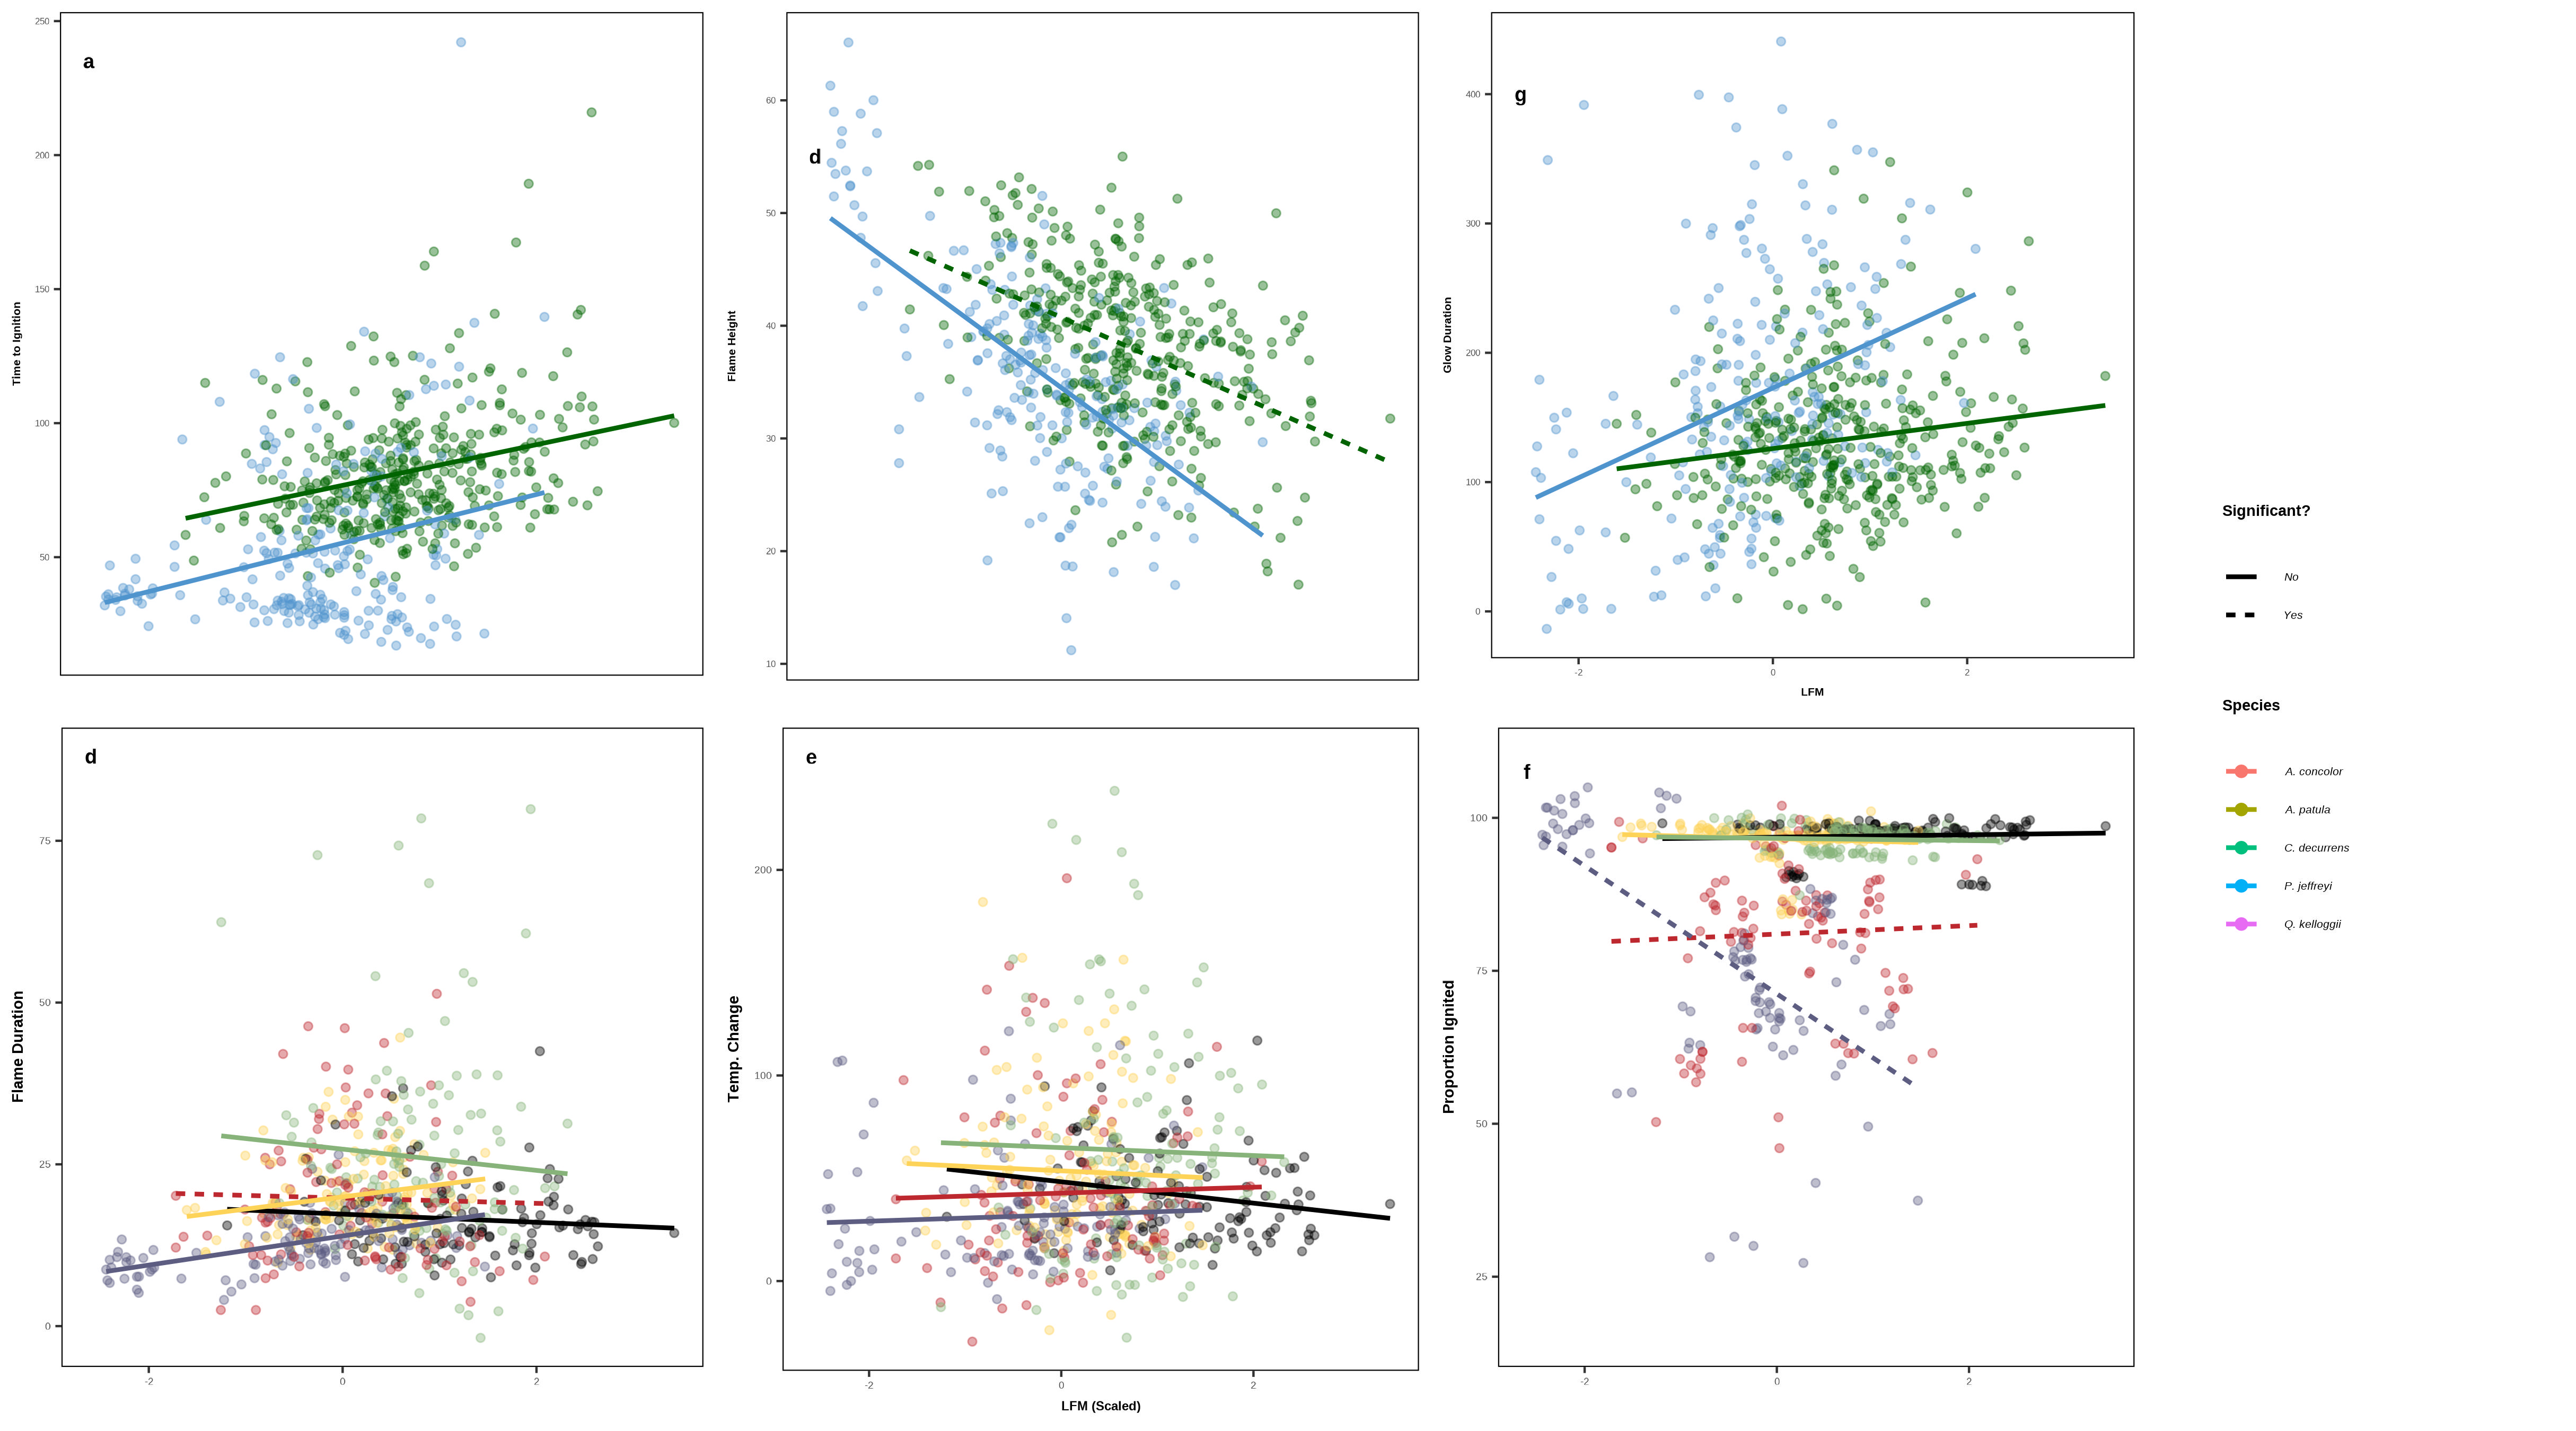 a
Time to Ignition
250
200
150
100
50
d
Flame Height
60
50
40
30
20
10
g
Glow Duration
400
300
200
100
0
-2 0 2
LFM
d
Flame Duration
75
50
25
0
-2 0 2
e
Temp. Change
200
100
0
-2 0 2
LFM (Scaled)
f
Proportion Ignited
100
75
50
25
-2 0 2
Significant?
No
Yes
Species
A. concolor
A. patula
C. decurrens
P. jeffreyi
Q. kelloggii